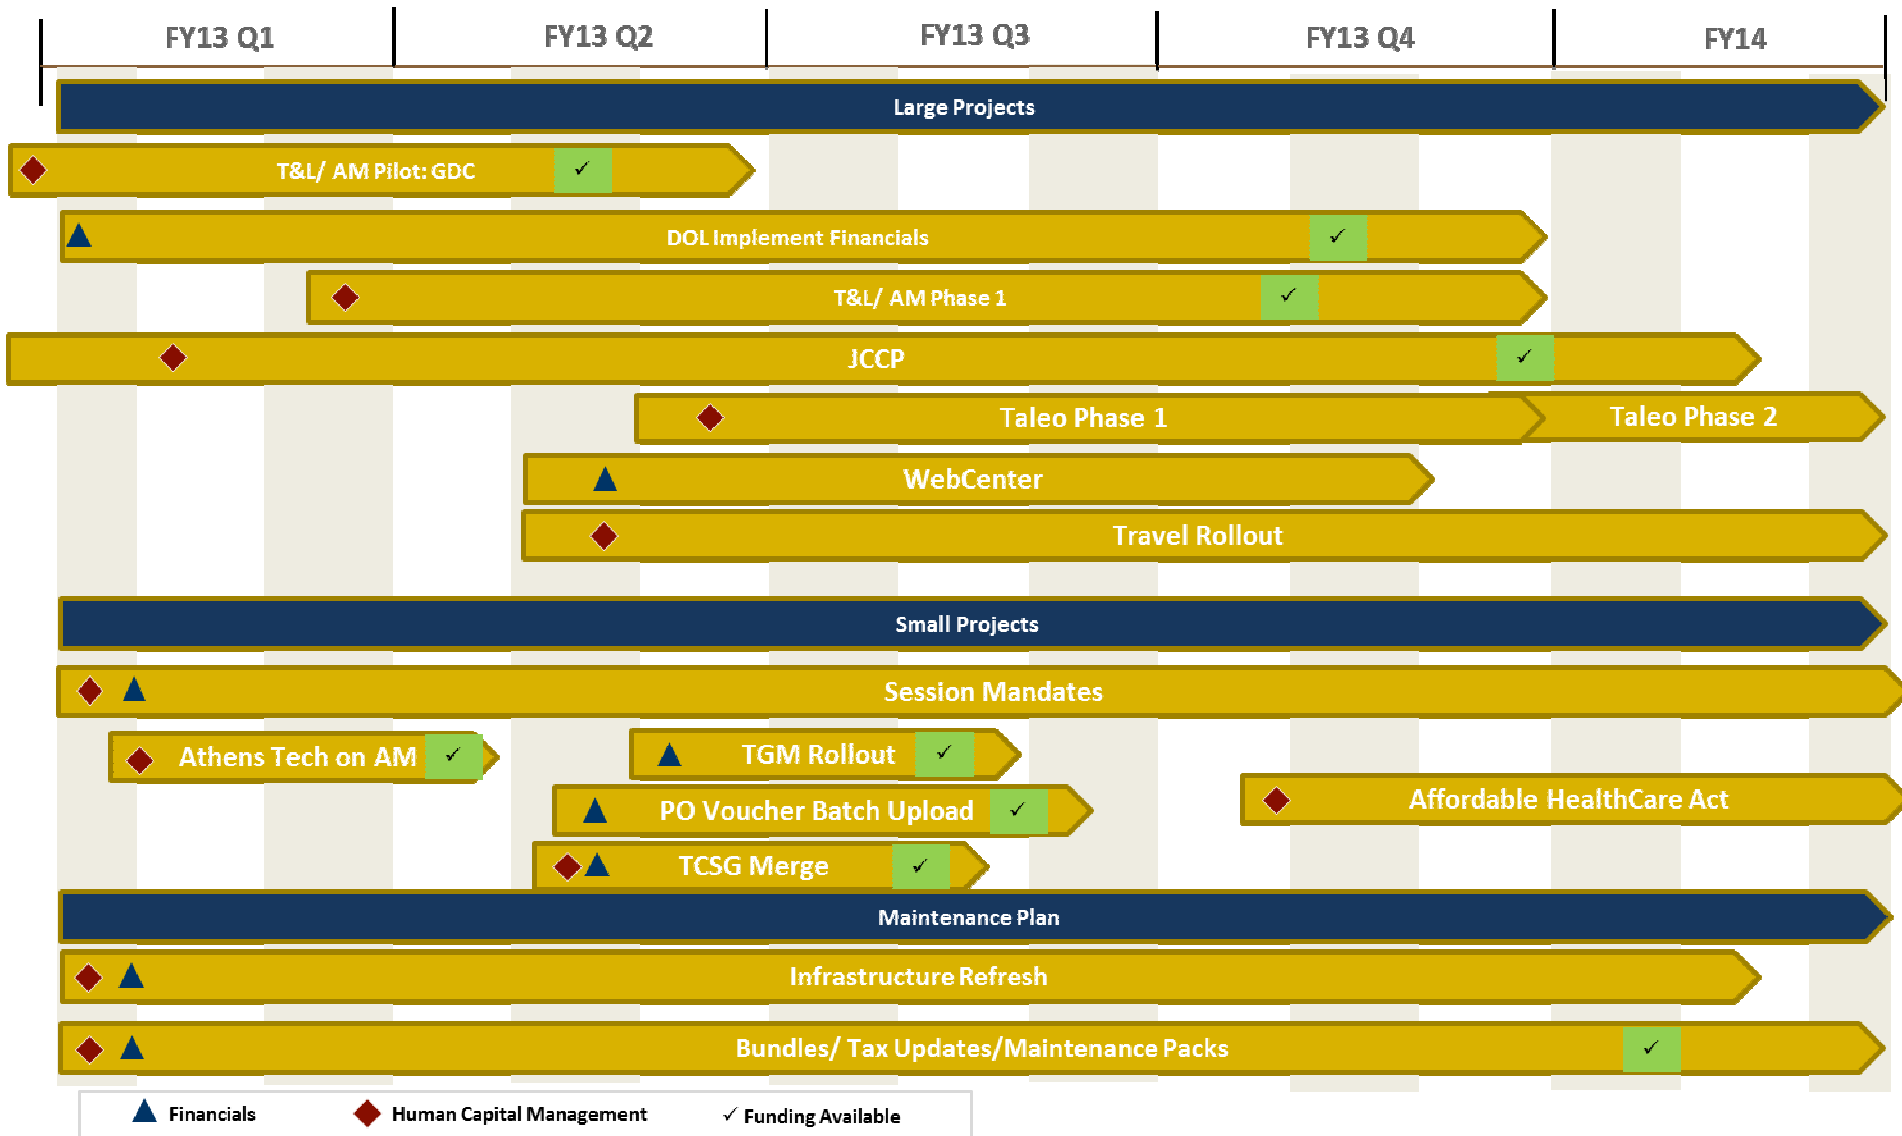 FY13 Q1 FY13 Q2 FY13 Q3 FY13 Q4 FY14
Large Projects
T&L/ AM Pilot: GDC ✓
DOL Implement Financials ✓
T&L/ AM Phase 1 ✓
JCCP ✓
Taleo Phase 1 Taleo Phase 2
WebCenter
Travel Rollout
Small Projects
Session Mandates
Athens Tech on AM ✓ TGM Rollout ✓
Affordable HealthCare Act
PO Voucher Batch Upload ✓
TCSG Merge ✓
Maintenance Plan
Infrastructure Refresh
Bundles/ Tax Updates/Maintenance Packs ✓
Financials Human Capital Management ✓ Funding Available